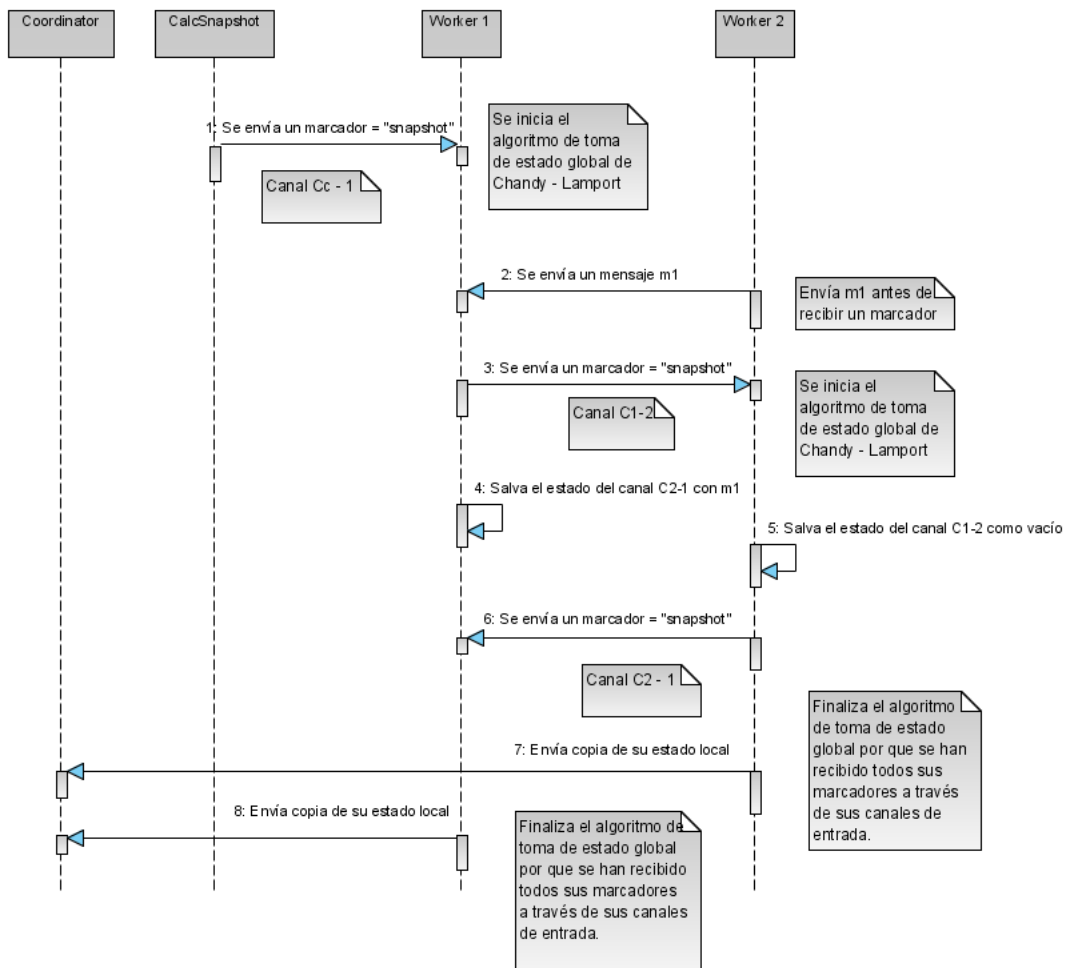 Coordinator
CalcSnapshot
Worker 1
Worker 2
1: Se envía un marcador = "snapshot"
Se inicia el
algoritmo de toma
de estado global de
Chandy - Lamport
Canal Cc - 1
2: Se envía un mensaje m1
Envía m1 antes de
recibir un marcador
3: Se envía un marcador = "snapshot"
Canal C1-2
Se inicia el
algoritmo de toma
de estado global de
Chandy - Lamport
4: Salva el estado del canal C2-1 con m1
5: Salva el estado del canal C1-2 como vacío
6: Se envía un marcador = "snapshot"
Canal C2 - 1
Finaliza el algoritmo
de toma de estado
global por que se han
recibido todos sus
marcadores a través
de sus canales de
entrada.
7: Envía copia de su estado local
8: Envía copia de su estado local
Finaliza el algoritmo de
toma de estado global
por que se han recibido
todos sus marcadores
a través de sus canales
de entrada.